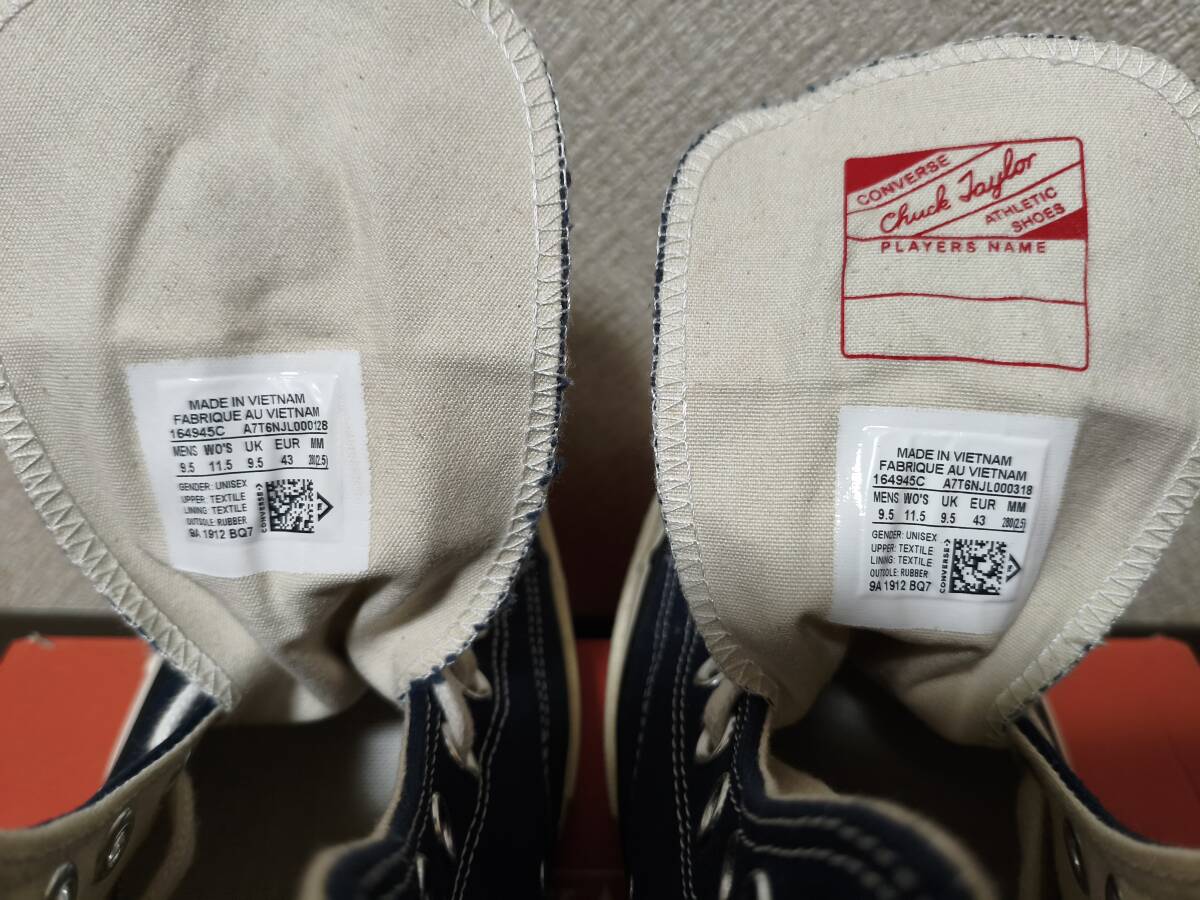 MADE IN VIETNAM
FABRIQUE AU VIETNAM
164945C A7T6NJL000128
MENS WO'S UK EUR MM
9.5 11.5 9.5 43 280(2.5)
GENDER: UNISEX
UPPER: TEXTILE
LINING: TEXTILE
OUTSOLE: RUBBER
9A 1912 BQ7
CONVERSE
CONVERSE
Chuck Taylor
ATHLETIC
SHOES
PLAYERS NAME
MADE IN VIETNAM
FABRIQUE AU VIETNAM
164945C A7T6NJL000318
MENS WO'S UK EUR MM
9.5 11.5 9.5 43 280(2.5)
GENDER: UNISEX
UPPER: TEXTILE
LINING: TEXTILE
OUTSOLE: RUBBER
9A 1912 BQ7
CONVERSE